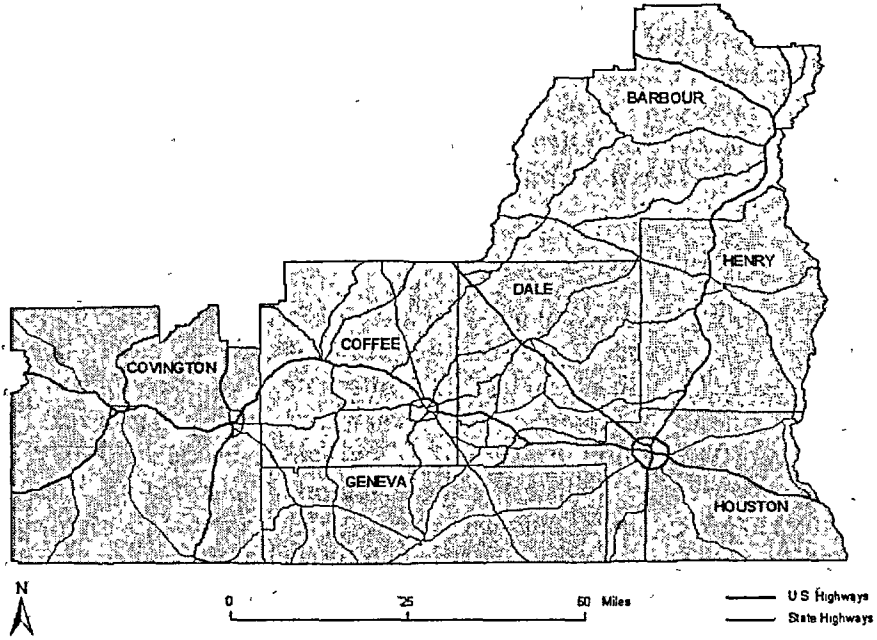 BARBOUR
HENRY
DALE
COFFEE
COVINGTON
GENEVA
HOUSTON
N
0 25 50 Miles
U S Highways
State Highways